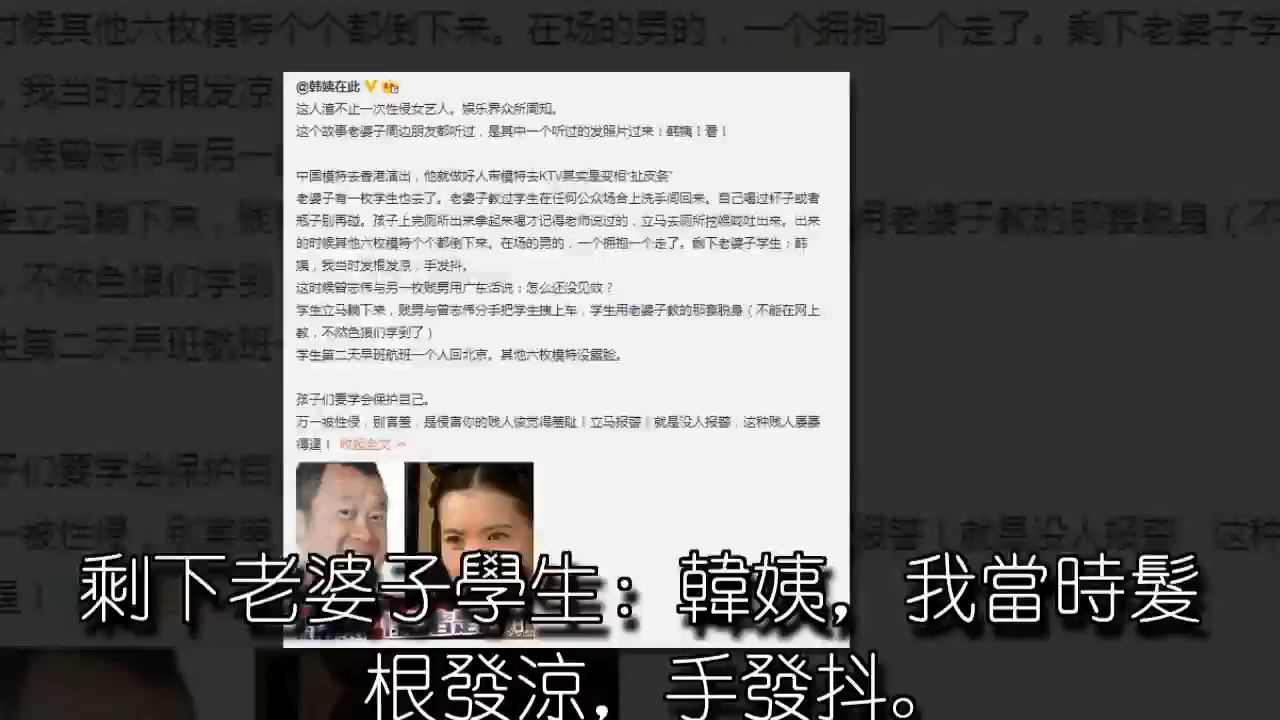 @韩姨在此
这人渣不止一次性侵女艺人。娱乐界众所周知。
这个故事老婆子周边朋友都听过，是其中一个听过的发照片过来！韩姨！看！
中国模特去香港演出，他就做好人带模特去KTV其实是变相“扯皮条”
老婆子有一枚学生也去了。老婆子教过学生在任何公众场合上洗手间回来。自己喝过杯子或者
瓶子别再碰。孩子上完厕所出来拿起来喝才记得老师说过的，立马去厕所挖喉咙吐出来。出来
的时候其他六枚模特个个都倒下来。在场的男的，一个拥抱一个走了。剩下老婆子学生：韩
姨，我当时发根发凉，手发抖。
这时候曾志伟与另一枚贱男用广东话说：怎么还没见效？
学生立马躺下来，贱男与曾志伟分手把学生拽上车，学生用老婆子教的那套脱身（不能在网上
教，不然色狼们学到了）
学生第二天早班航班一个人回北京。其他六枚模特没露脸。
孩子们要学会保护自己。
万一被性侵，别害羞，是侵害你的贱人该觉得羞耻！立马报警！就是没人报警，这种贱人屡屡
得逞！ 收起全文
剩下老婆子學生：韓姨，我當時髮
根發涼，手發抖。